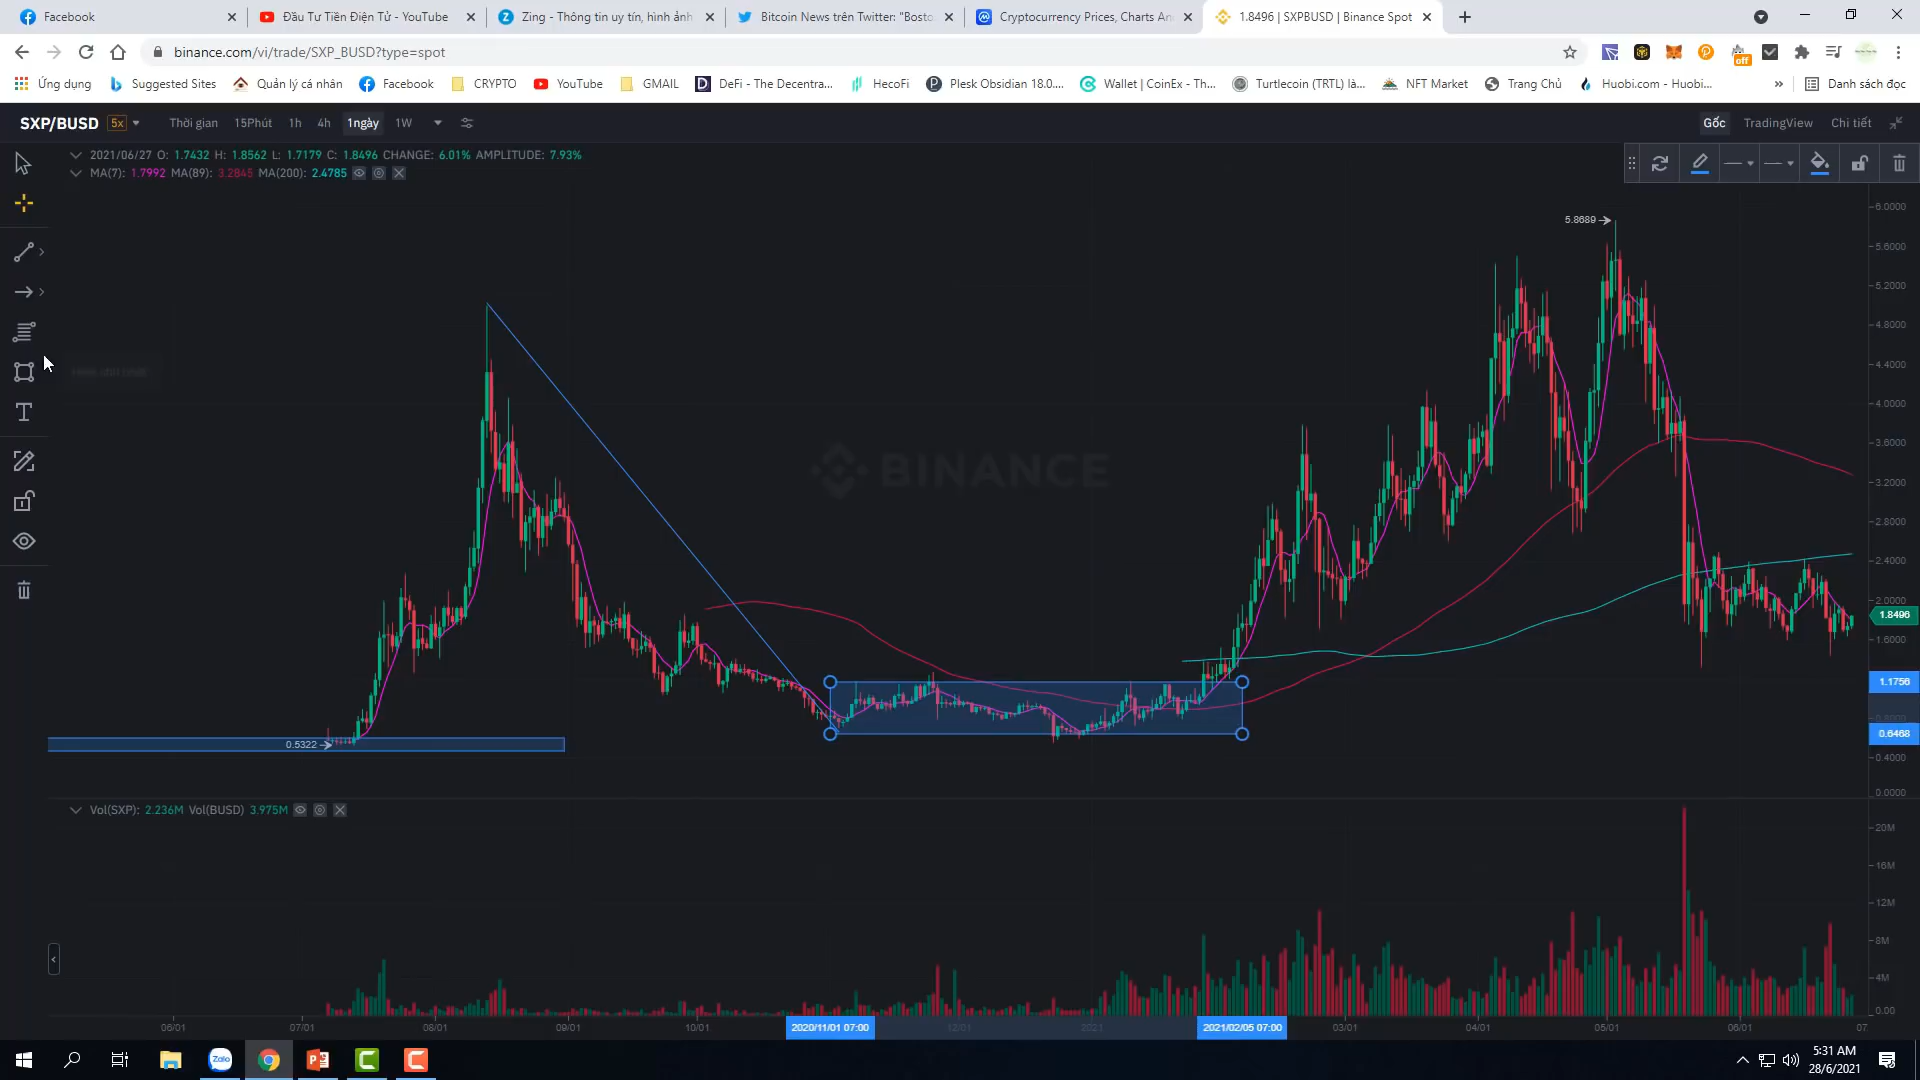 Facebook
Đầu Tư Tiền Điện Tử - YouTube
Zing - Thông tin uy tín, hình ảnh
Bitcoin News trên Twitter: "Bosto
Cryptocurrency Prices, Charts An
1.8496 | SXPBUSD | Binance Spot
binance.com/vi/trade/SXP_BUSD?type=spot
off
Ứng dụng
Suggested Sites
Quản lý cá nhân
Facebook
CRYPTO
YouTube
GMAIL
DeFi - The Decentra...
HecoFi
Plesk Obsidian 18.0....
Wallet | CoinEx - Th...
Turtlecoin (TRTL) là...
NFT Market
Trang Chủ
Huobi.com - Huobi...
»
Danh sách đọc
SXP/BUSD 5x
Thời gian 15Phút 1h 4h 1ngày 1W
Gốc TradingView Chi tiết
2021/06/27 O: 1.7432 H: 1.8562 L: 1.7179 C: 1.8496 CHANGE: 6.01% AMPLITUDE: 7.93%
MA(7): 1.7992 MA(89): 3.2845 MA(200): 2.4785
5.8689
6.0000
5.6000
5.2000
4.8000
4.4000
4.0000
3.6000
3.2000
2.8000
2.4000
2.0000
1.8496
1.6000
1.1756
0.6468
0.4000
0.0000
BINANCE
0.5322
Vol(SXP): 2.236M Vol(BUSD) 3.975M
20M
16M
12M
8M
4M
0.00
06/01 07/01 08/01 09/01 10/01 2020/11/01 07:00 12/01 2021 2021/02/05 07:00 03/01 04/01 05/01 06/01 07
Zalo
5:31 AM
28/6/2021